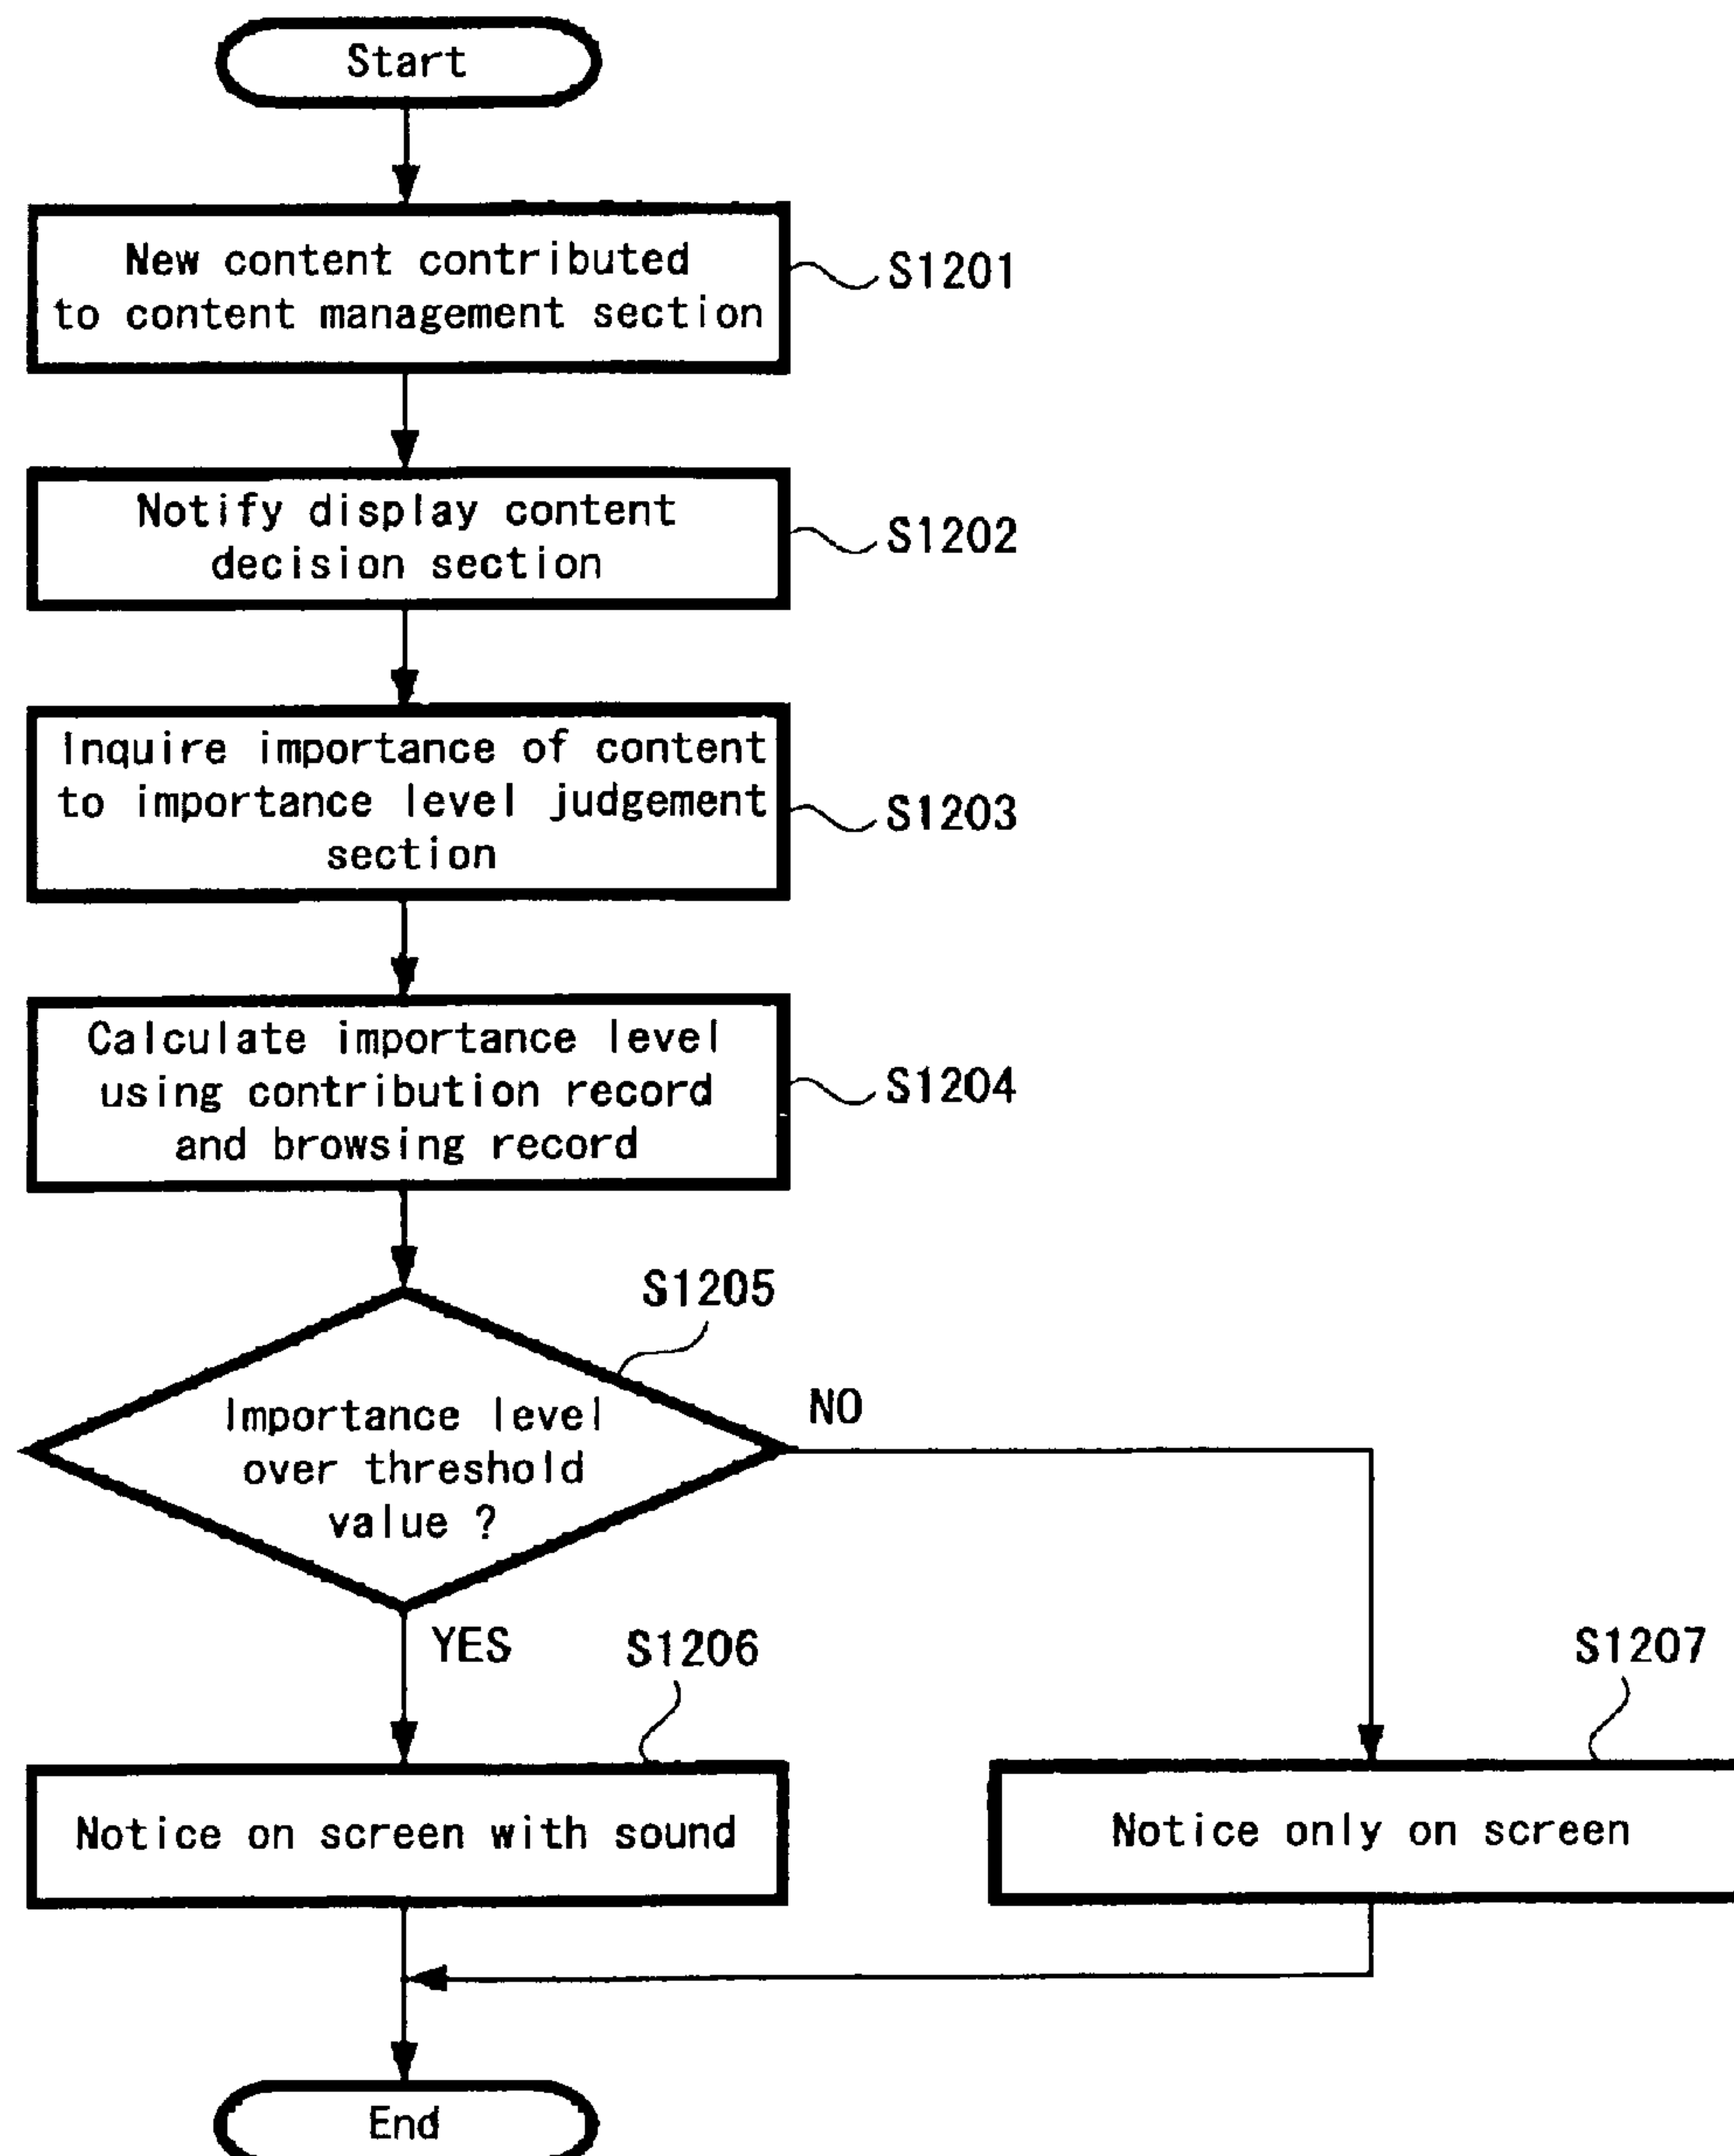 Start
New content contributed
to content management section
S1201
Notify display content
decision section
S1202
Inquire importance of content
to importance level judgement
section
S1203
Calculate importance level
using contribution record
and browsing record
S1204
S1205
Importance level
over threshold
value ?
NO
YES
S1206
S1207
Notice on screen with sound
Notice only on screen
End